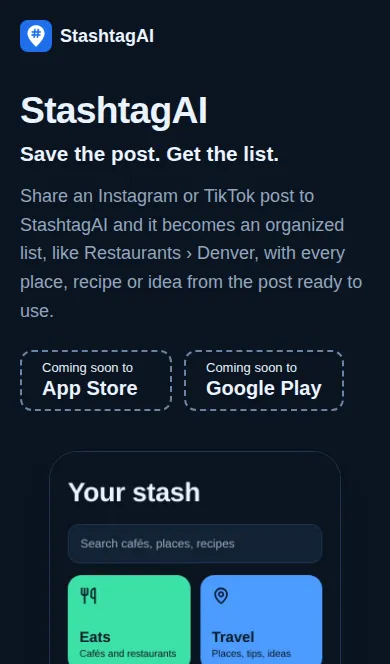 StashtagAI
StashtagAI
Save the post. Get the list.
Share an Instagram or TikTok post to
StashtagAI and it becomes an organized
list, like Restaurants › Denver, with every
place, recipe or idea from the post ready to
use.
Coming soon to
App Store
Coming soon to
Google Play
Your stash
Search cafés, places, recipes
Eats
Cafés and restaurants
Travel
Places, tips, ideas